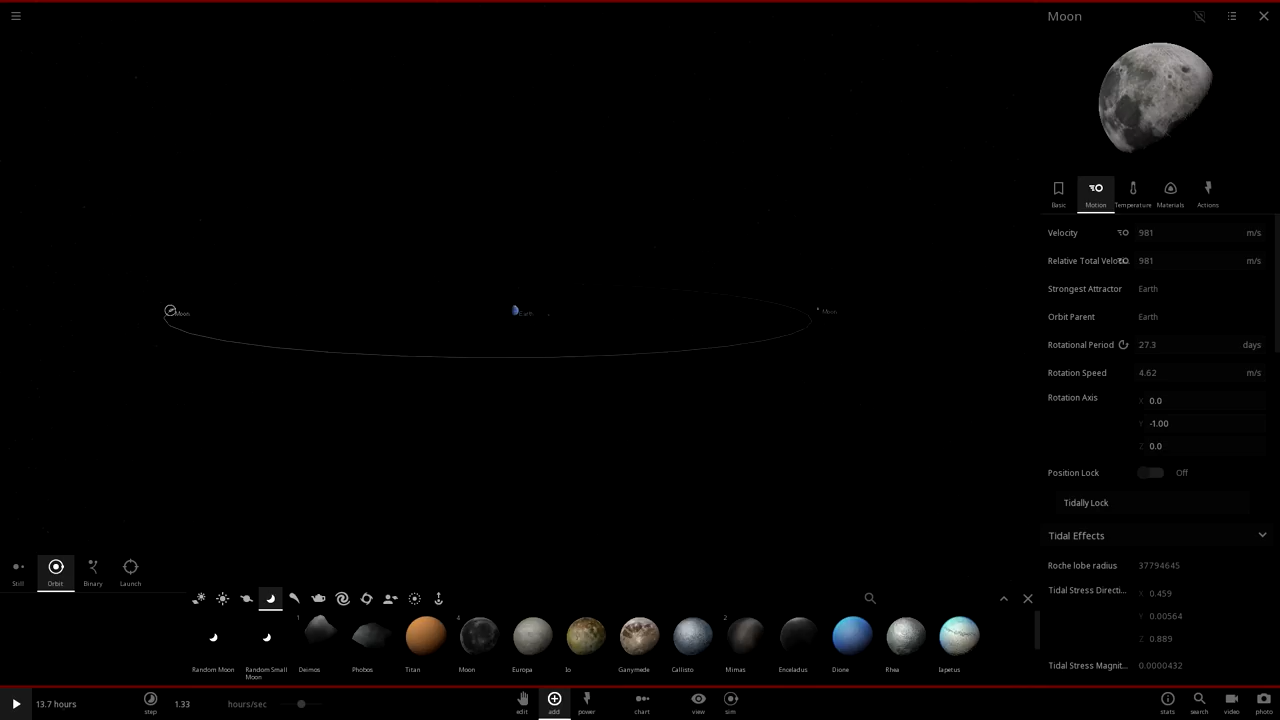 Moon
Basic Motion Temperature Materials Actions
Velocity 981 m/s
Relative Total Veloc... 981 m/s
Strongest Attractor Earth
Orbit Parent Earth
Rotational Period 27.3 days
Rotation Speed 4.62 m/s
Rotation Axis X 0.0
Y -1.00
Z 0.0
Position Lock Off
Tidally Lock
Tidal Effects
Roche lobe radius 37794645
Tidal Stress Directi... X 0.459
Y 0.00564
Z 0.889
Tidal Stress Magnit... 0.0000432
Moon Earth Moon
Still Orbit Binary Launch
1 4 2
Random Moon Random Small Moon Deimos Phobos Titan Moon Europa Io Ganymede Callisto Mimas Enceladus Dione Rhea Iapetus
13.7 hours step 1.33 hours/sec edit add power chart view sim stats search video photo